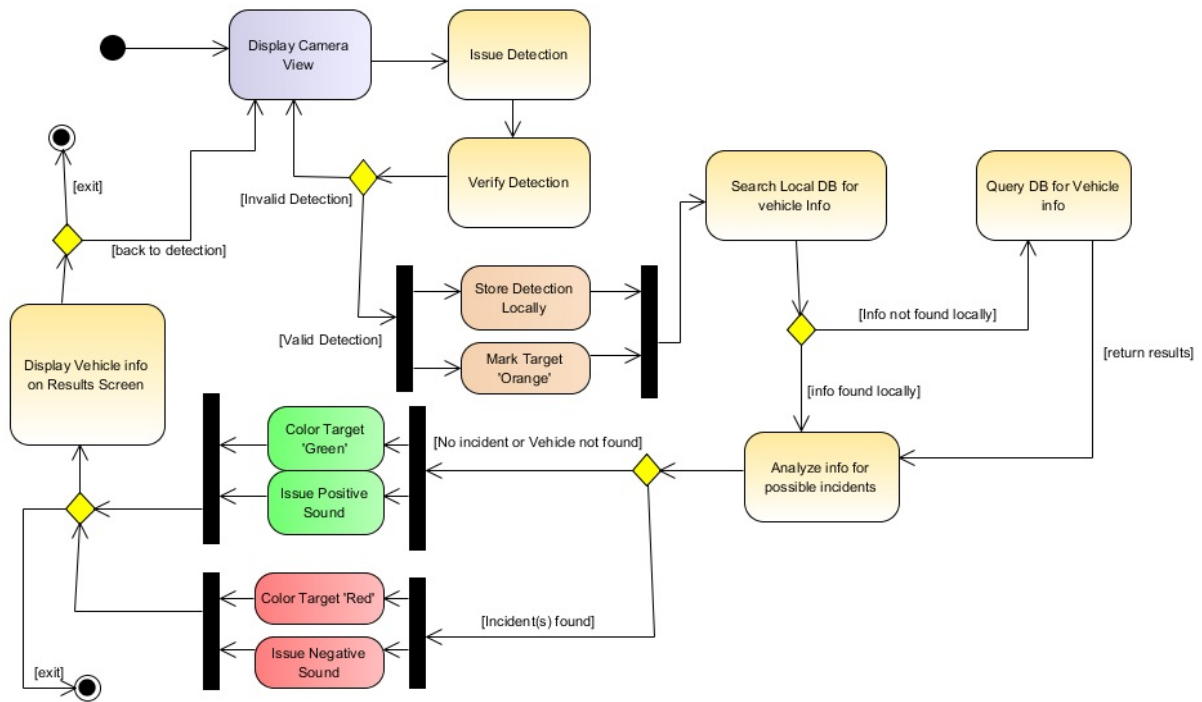 Display Camera
View
Issue Detection
Verify Detection
[Invalid Detection]
[exit]
[back to detection]
Search Local DB for
vehicle Info
Query DB for Vehicle
info
Store Detection
Locally
[Valid Detection]
Mark Target
'Orange'
[Info not found locally]
[return results]
[info found locally]
Display Vehicle info
on Results Screen
Color Target
'Green'
[No incident or Vehicle not found]
Analyze info for
possible incidents
Issue Positive
Sound
Color Target 'Red'
[Incident(s) found]
Issue Negative
Sound
[exit]